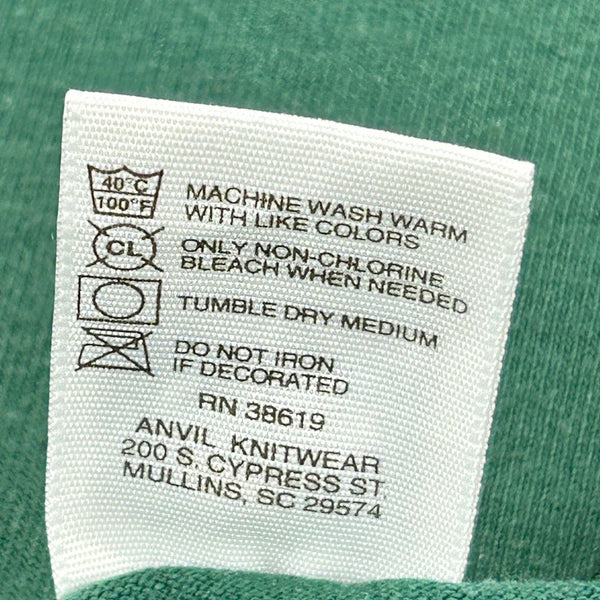 40°C
100°F
MACHINE WASH WARM
WITH LIKE COLORS
CL
ONLY NON-CHLORINE
BLEACH WHEN NEEDED
TUMBLE DRY MEDIUM
DO NOT IRON
IF DECORATED
RN 38619
ANVIL KNITWEAR
200 S. CYPRESS ST.
MULLINS, SC 29574